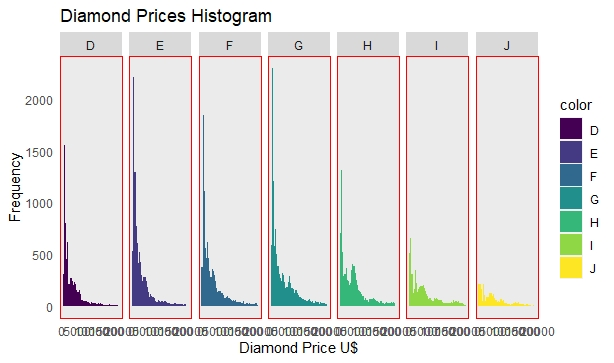 Diamond Prices Histogram
D E F G H I J
2000
1500
1000
500
0
Frequency
Diamond Price U$
color
D
E
F
G
H
I
J